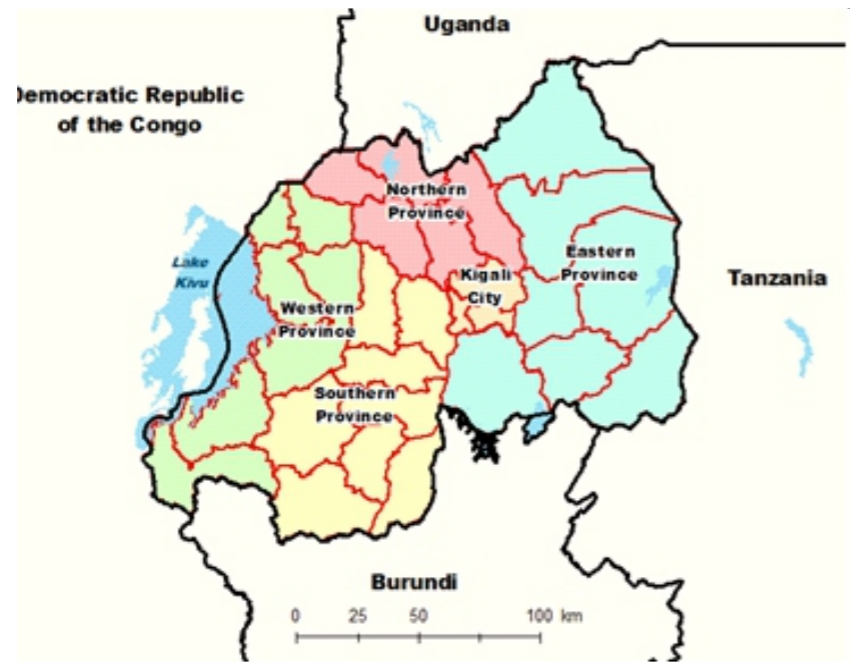 Uganda
Democratic Republic
of the Congo
Northern
Province
Lake
Kivu
Kigali
City
Eastern
Province
Tanzania
Western
Province
Southern
Province
Burundi
0 25 50 100 km